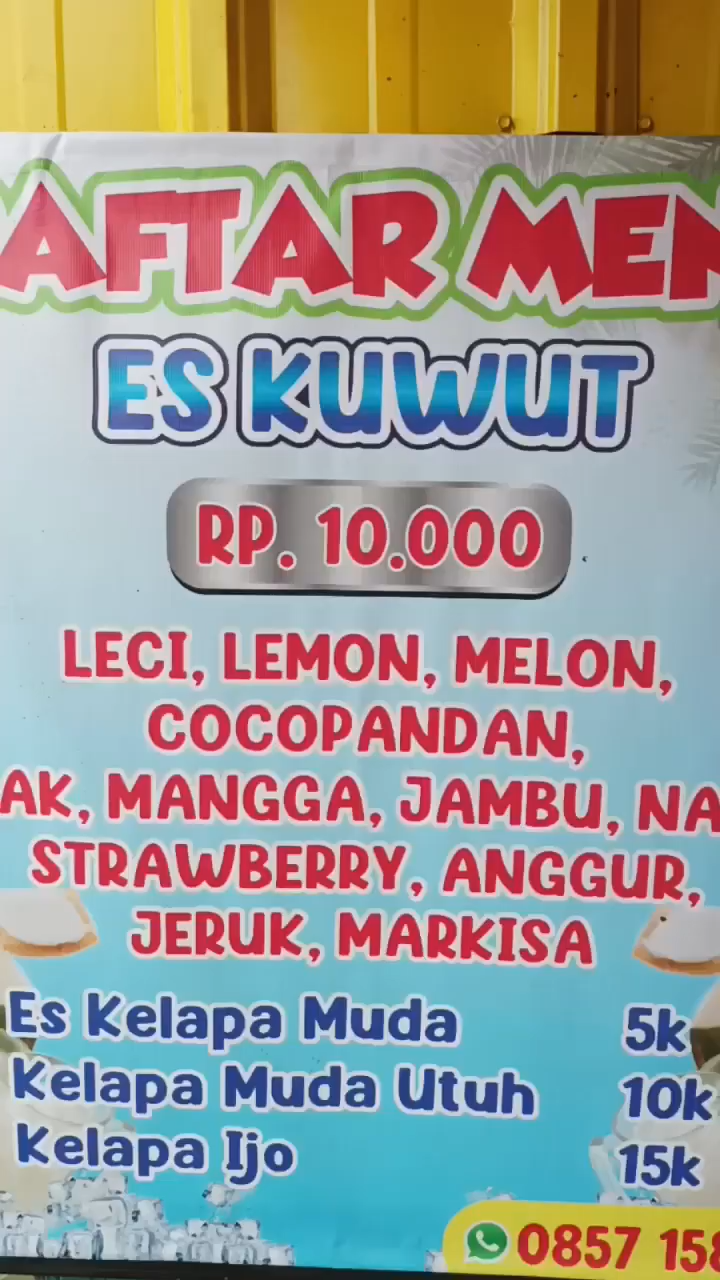 AFTAR MEN
ES KUWUT
RP. 10.000
LECI, LEMON, MELON,
COCOPANDAN,
AK, MANGGA, JAMBU, NA
STRAWBERRY, ANGGUR,
JERUK, MARKISA
Es Kelapa Muda 5k
Kelapa Muda Utuh 10k
Kelapa Ijo 15k
0857 158